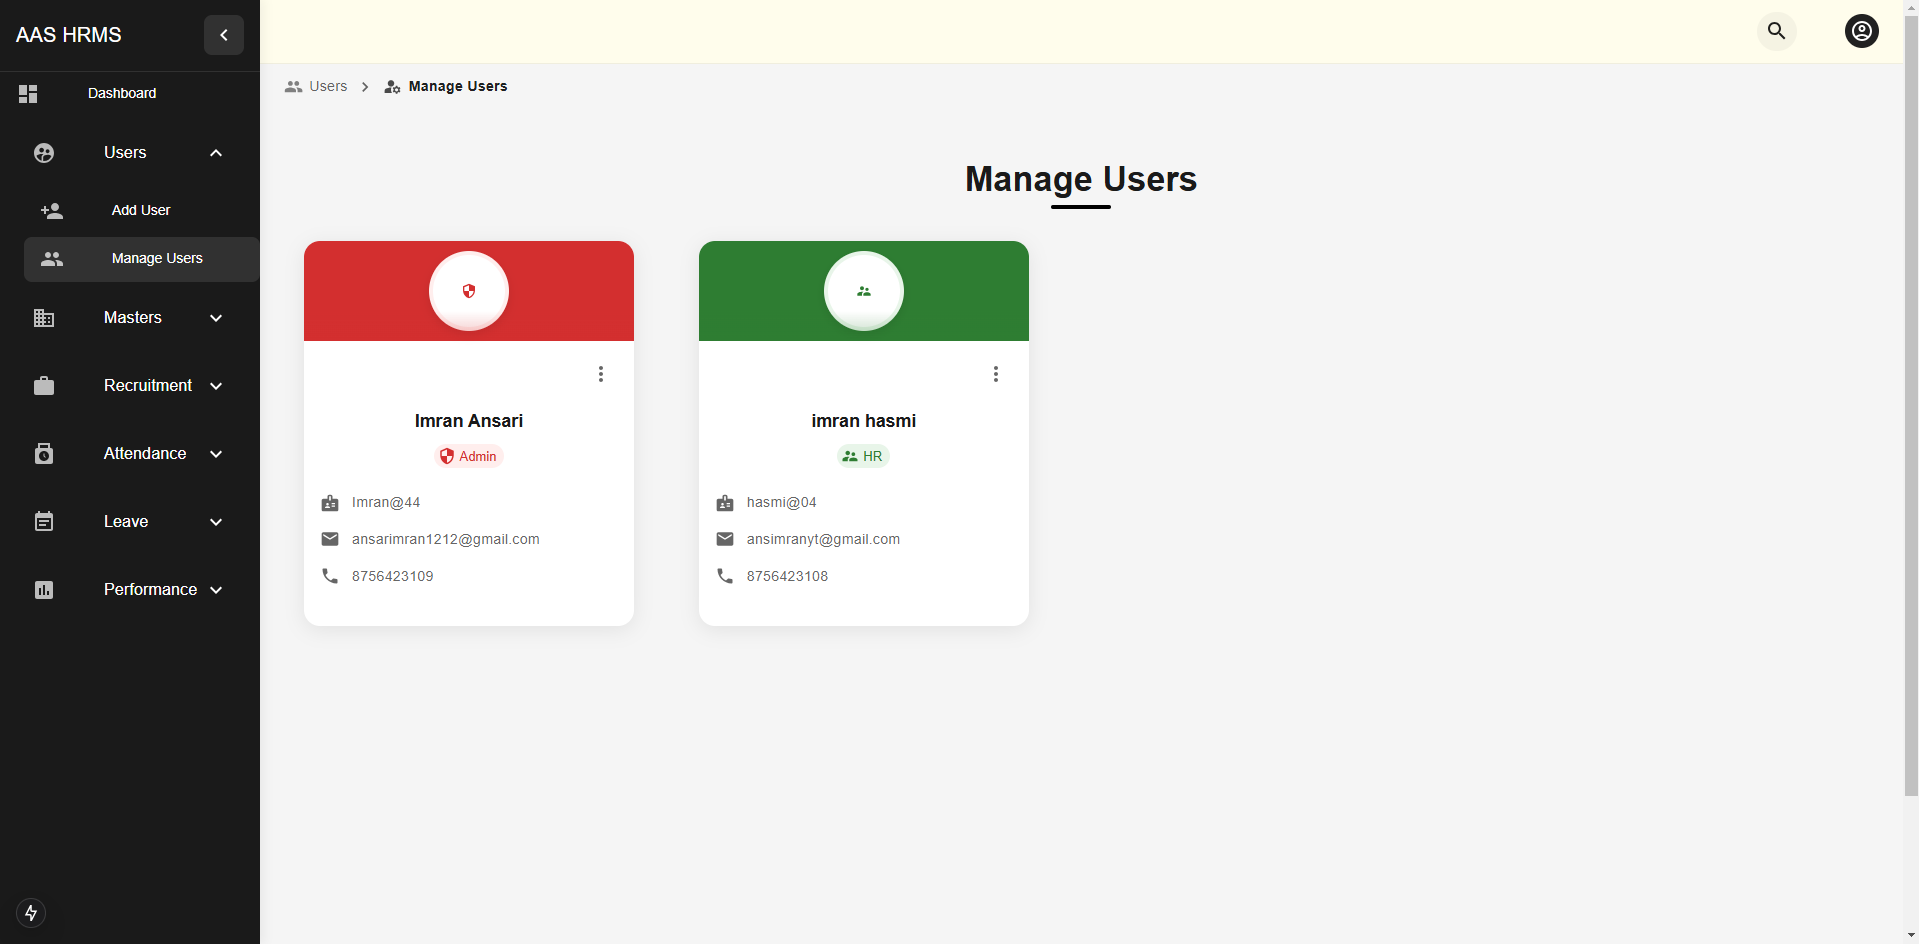 AAS HRMS
Dashboard
Users
Add User
Manage Users
Masters
Recruitment
Attendance
Leave
Performance
Users
Manage Users
Manage Users
Imran Ansari
Admin
Imran@44
ansarimran1212@gmail.com
8756423109
imran hasmi
HR
hasmi@04
ansimranyt@gmail.com
8756423108